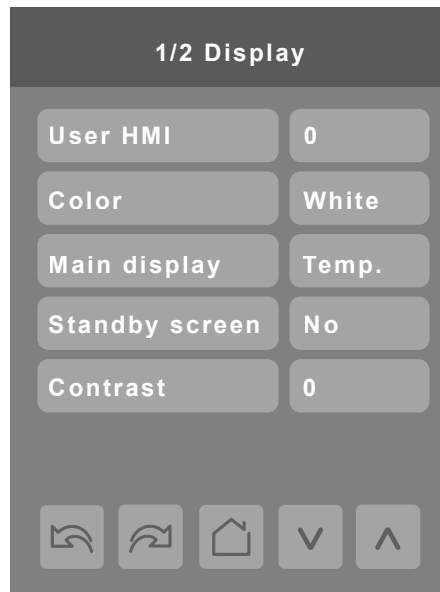 1/2 Display
User HMI 0
Color White
Main display Temp.
Standby screen No
Contrast 0